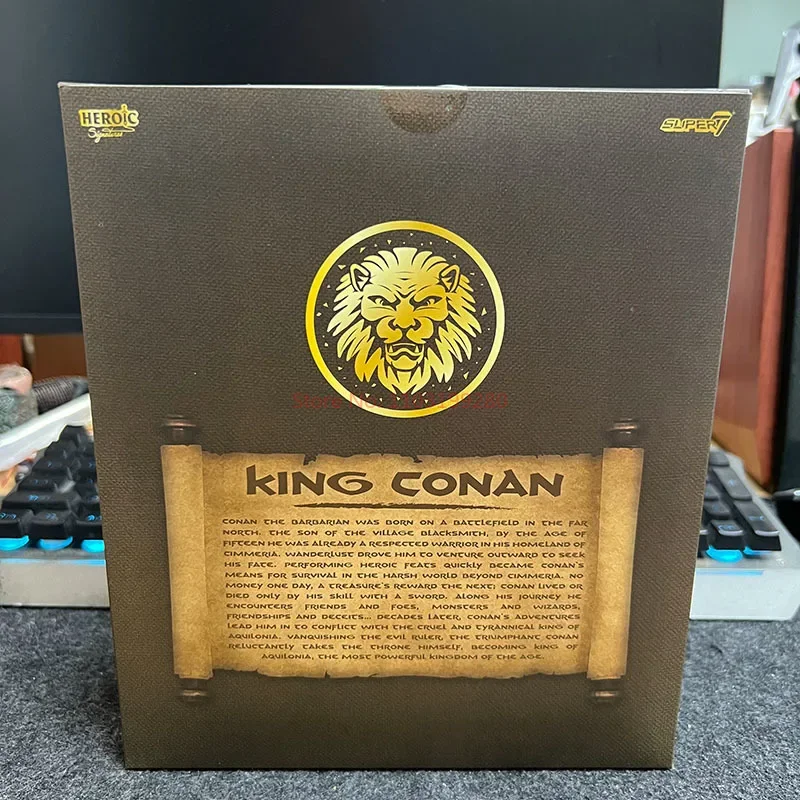 HEROIC
Signatures
SUPER7
KING CONAN
CONAN THE BARBARIAN WAS BORN ON A BATTLEFIELD IN THE FAR
NORTH. THE SON OF THE VILLAGE BLACKSMITH, BY THE AGE OF
FIFTEEN HE WAS ALREADY A RESPECTED WARRIOR IN HIS HOMELAND OF
CIMMERIA. WANDERLUST DROVE HIM TO VENTURE OUTWARD TO SEEK
HIS FATE. PERFORMING HEROIC FEATS QUICKLY BECAME CONAN'S
MEANS FOR SURVIVAL IN THE HARSH WORLD BEYOND CIMMERIA. NO
MONEY ONE DAY, A TREASURE'S REWARD THE NEXT; CONAN LIVED OR
DIED ONLY BY HIS SKILL WITH A SWORD. ALONG HIS JOURNEY HE
ENCOUNTERS FRIENDS AND FOES, MONSTERS AND WIZARDS,
FRIENDSHIPS AND DECEITS... DECADES LATER, CONAN'S ADVENTURES
LEAD HIM IN TO CONFLICT WITH THE CRUEL AND TYRANNICAL KING OF
AQUILONIA. VANQUISHING THE EVIL RULER, THE TRIUMPHANT CONAN
RELUCTANTLY TAKES THE THRONE HIMSELF, BECOMING KING OF
AQUILONIA, THE MOST POWERFUL KINGDOM OF THE AGE.